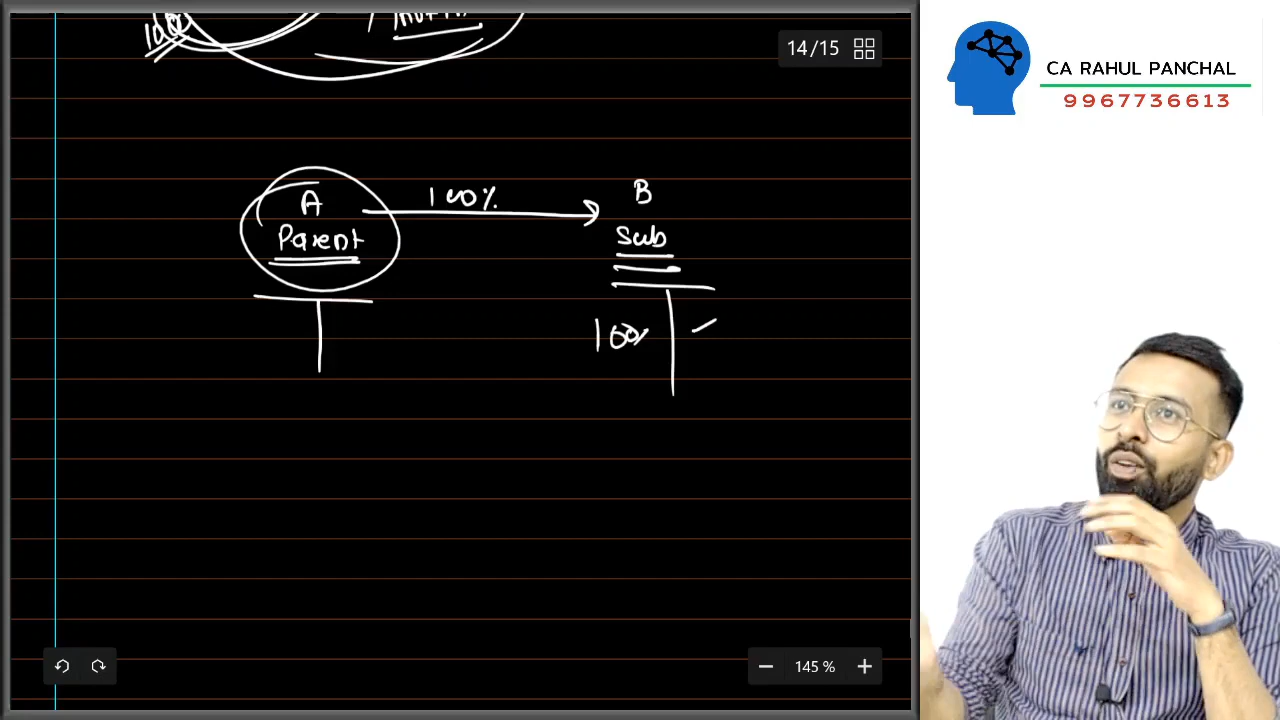 14/15
CA RAHUL PANCHAL
9967736613
A
100%
B
Parent
Sub
100%
145 %